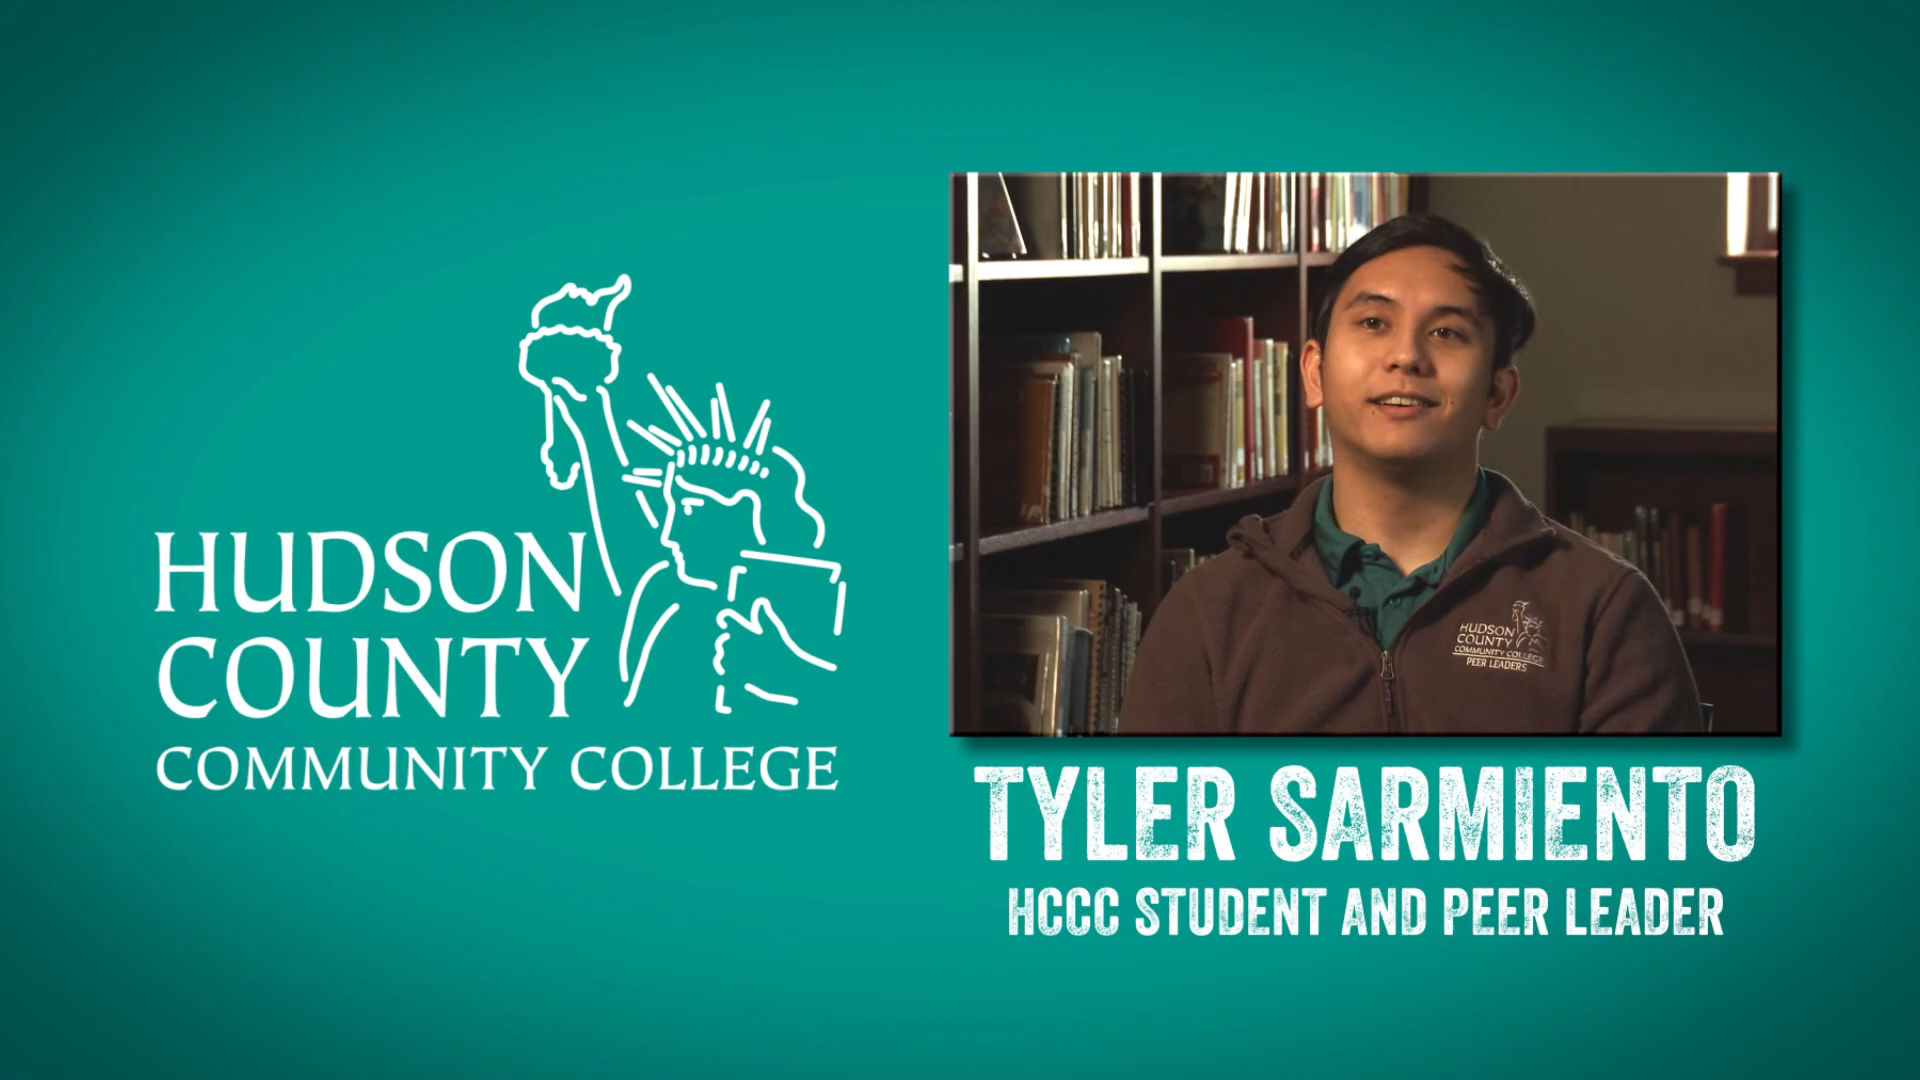 HUDSON
COUNTY
COMMUNITY COLLEGE
HUDSON
COUNTY
COMMUNITY COLLEGE
PEER LEADERS
TYLER SARMIENTO
HCCC STUDENT AND PEER LEADER